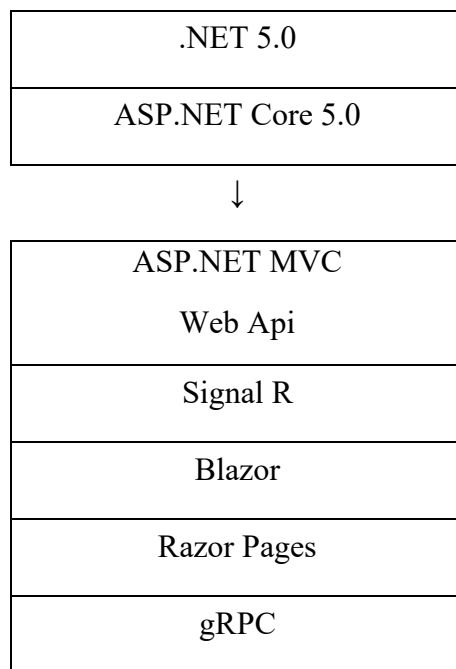 .NET 5.0
ASP.NET Core 5.0
↓
ASP.NET MVC
Web Api
Signal R
Blazor
Razor Pages
gRPC